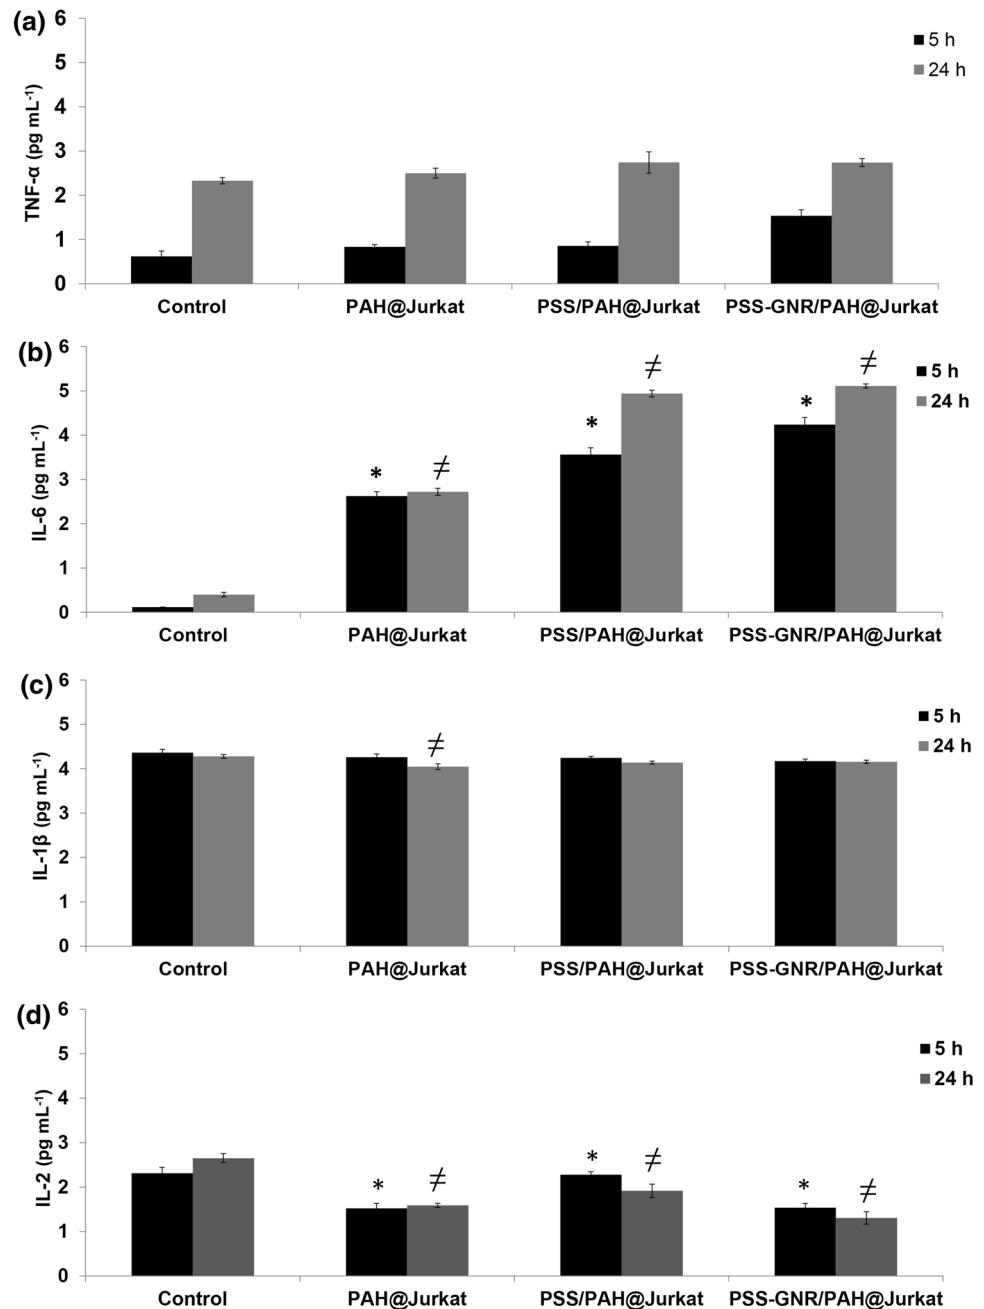 (a)
TNF-α (pg mL⁻¹)
6
5
4
3
2
1
0
5 h
24 h
Control PAH@Jurkat PSS/PAH@Jurkat PSS-GNR/PAH@Jurkat
(b)
IL-6 (pg mL⁻¹)
6
5
4
3
2
1
0
5 h
24 h
* ≠ * ≠ * ≠
Control PAH@Jurkat PSS/PAH@Jurkat PSS-GNR/PAH@Jurkat
(c)
IL-1β (pg mL⁻¹)
6
5
4
3
2
1
0
5 h
24 h
≠
Control PAH@Jurkat PSS/PAH@Jurkat PSS-GNR/PAH@Jurkat
(d)
IL-2 (pg mL⁻¹)
6
5
4
3
2
1
0
5 h
24 h
* ≠ * ≠ * ≠
Control PAH@Jurkat PSS/PAH@Jurkat PSS-GNR/PAH@Jurkat